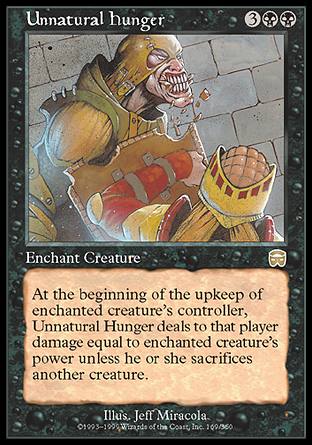 Unnatural Hunger 3
Enchant Creature
At the beginning of the upkeep of
enchanted creature's controller,
Unnatural Hunger deals to that player
damage equal to enchanted creature's
power unless he or she sacrifices
another creature.
Illus. Jeff Miracola
©1993–1999 Wizards of the Coast, Inc. 169/350